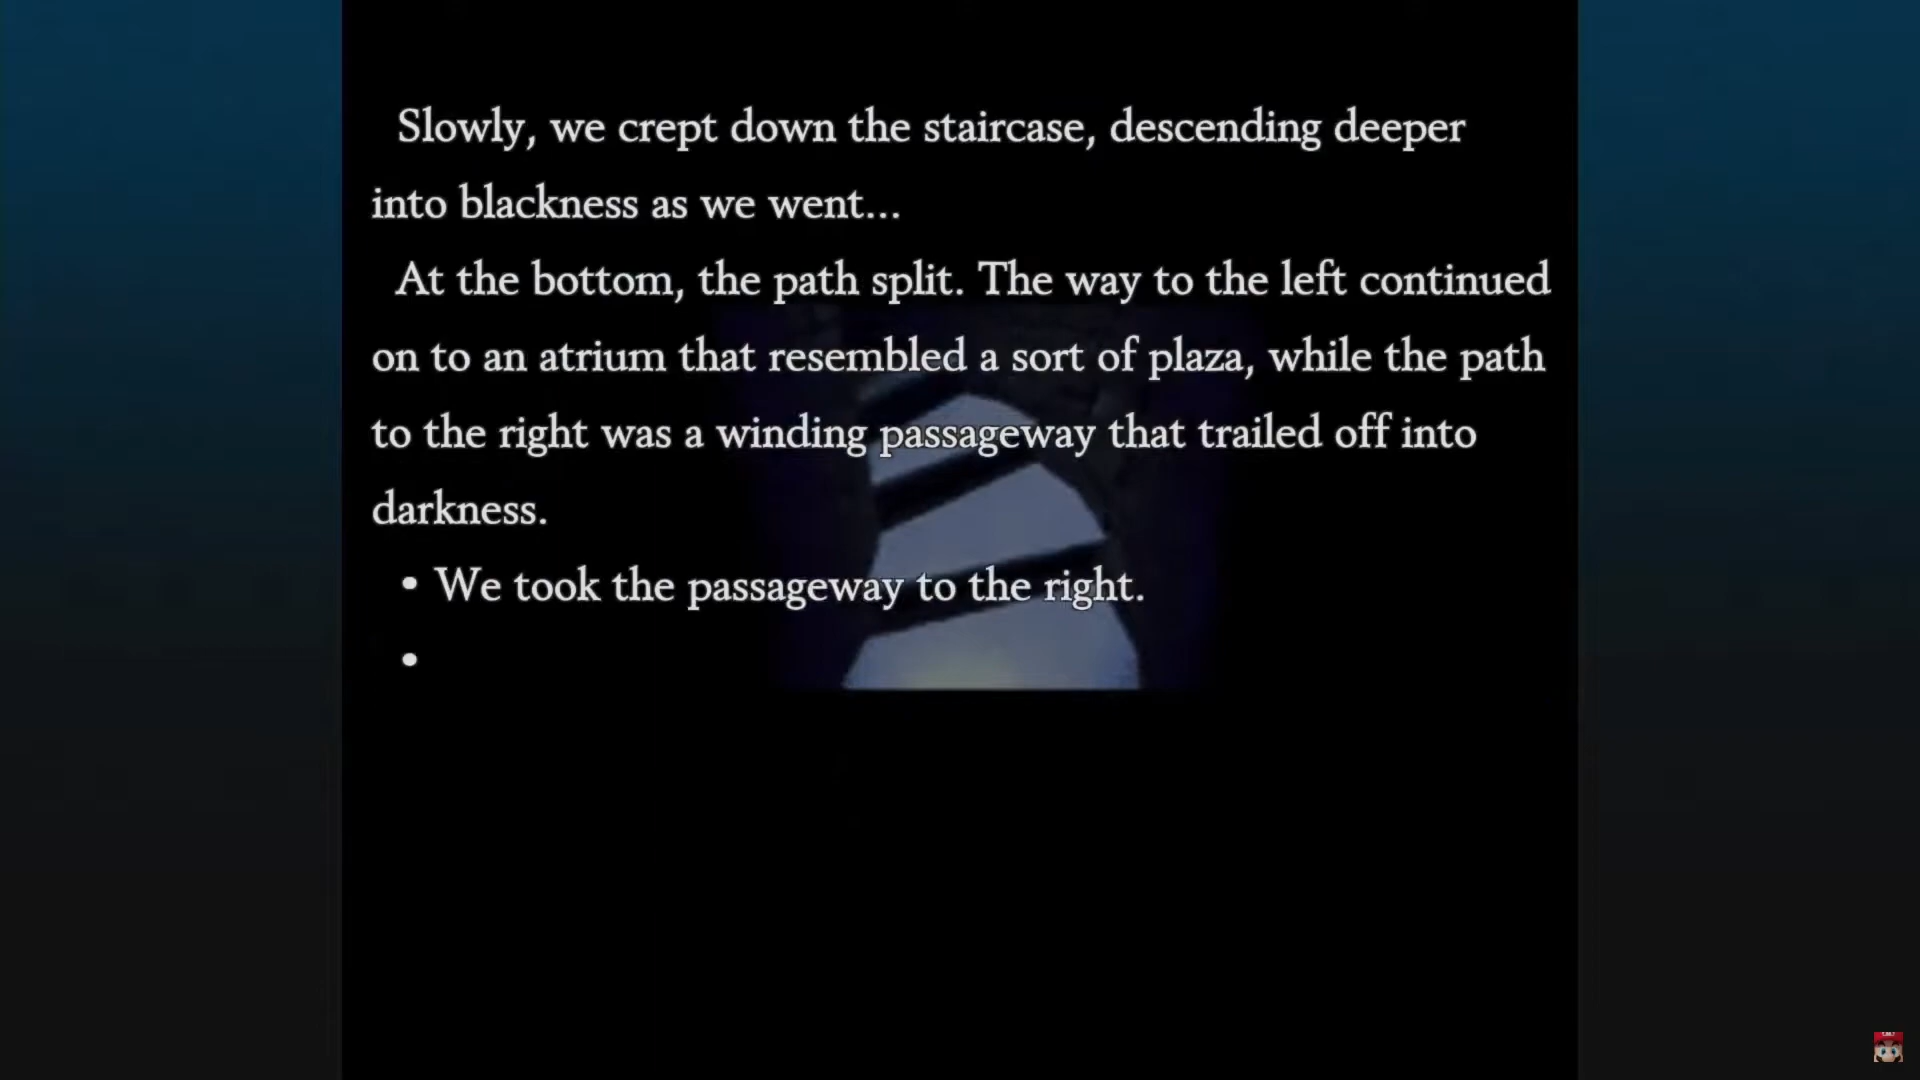 Slowly, we crept down the staircase, descending deeper
into blackness as we went...
At the bottom, the path split. The way to the left continued
on to an atrium that resembled a sort of plaza, while the path
to the right was a winding passageway that trailed off into
darkness.
• We took the passageway to the right.
•